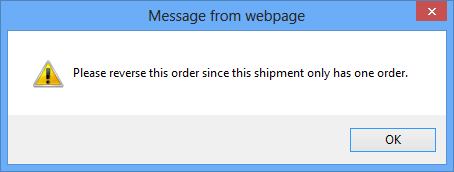 Message from webpage
Please reverse this order since this shipment only has one order.
OK